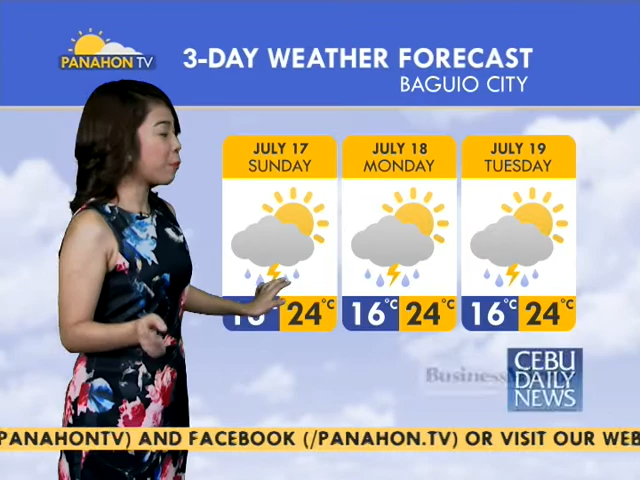 PANAHON TV
3-DAY WEATHER FORECAST
BAGUIO CITY
JULY 17
SUNDAY
24°C
JULY 18
MONDAY
16°C 24°C
JULY 19
TUESDAY
16°C 24°C
Business
CEBU
DAILY
NEWS
PANAHONTV) AND FACEBOOK (/PANAHON.TV) OR VISIT OUR WEB